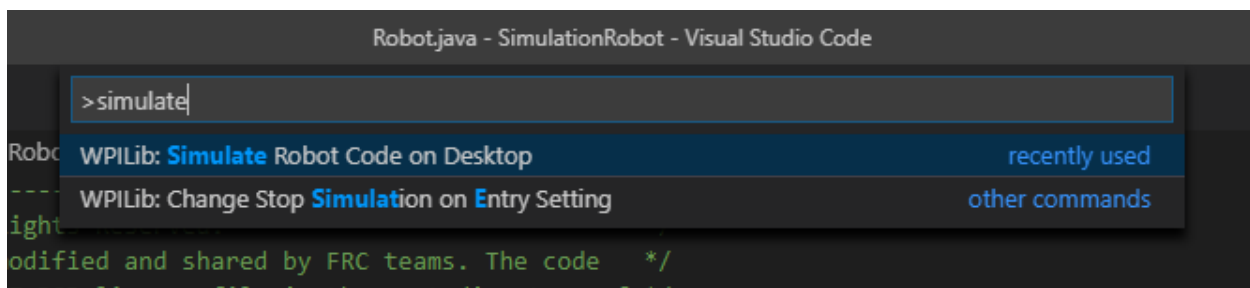 Robot.java - SimulationRobot - Visual Studio Code
>simulate
WPILib: Simulate Robot Code on Desktop recently used
WPILib: Change Stop Simulation on Entry Setting other commands
odified and shared by FRC teams. The code */